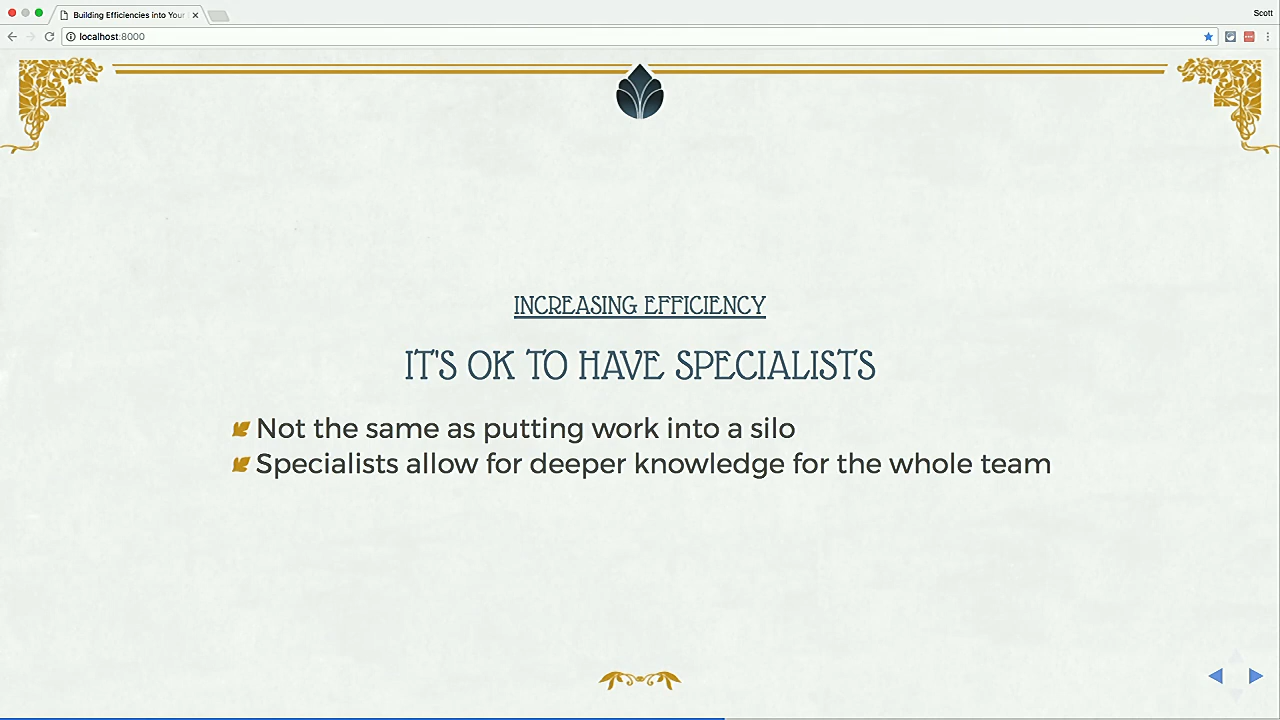 Building Efficiencies into Your
Scott
localhost:8000
INCREASING EFFICIENCY
IT'S OK TO HAVE SPECIALISTS
Not the same as putting work into a silo
Specialists allow for deeper knowledge for the whole team